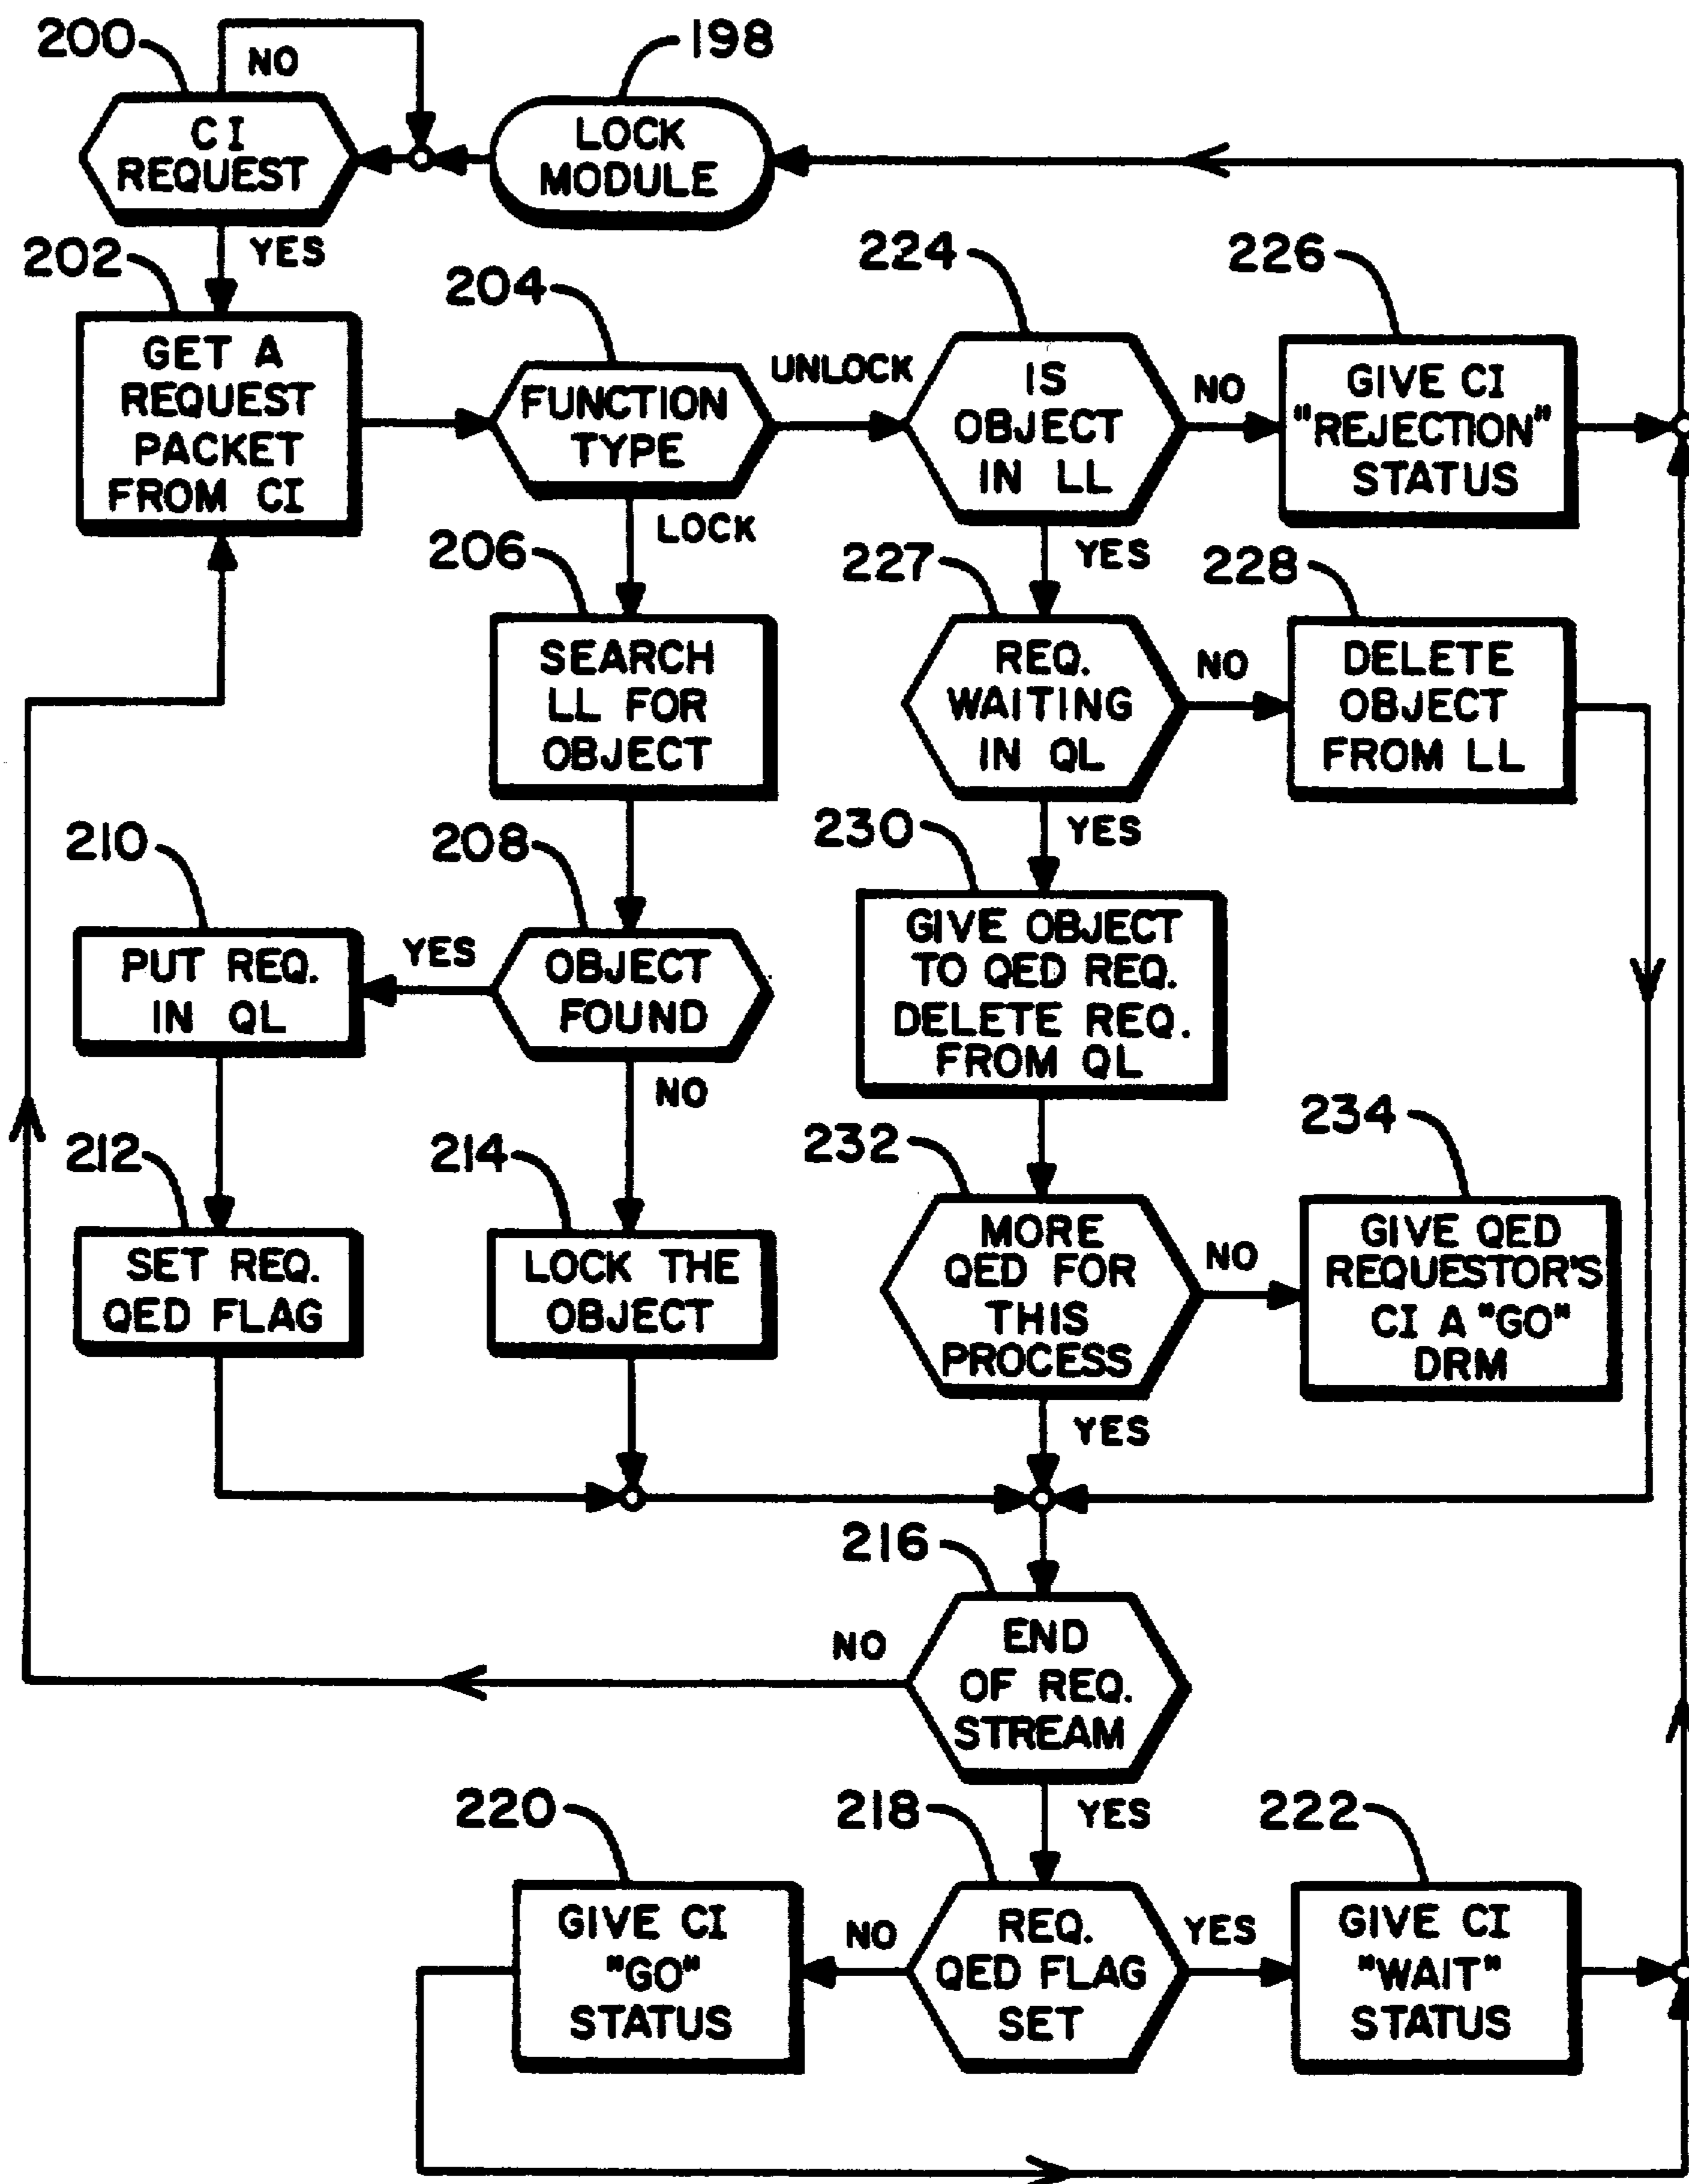 200
NO
198
CI
REQUEST
LOCK
MODULE
YES
202
204
224
226
GET A
REQUEST
PACKET
FROM CI
FUNCTION
TYPE
UNLOCK
IS
OBJECT
IN LL
NO
GIVE CI
"REJECTION"
STATUS
LOCK
YES
206
227
228
SEARCH
LL FOR
OBJECT
REQ.
WAITING
IN QL
NO
DELETE
OBJECT
FROM LL
YES
210
208
230
PUT REQ.
IN QL
YES
OBJECT
FOUND
GIVE OBJECT
TO QED REQ.
DELETE REQ.
FROM QL
NO
212
214
232
234
SET REQ.
QED FLAG
LOCK THE
OBJECT
MORE
QED FOR
THIS
PROCESS
NO
GIVE QED
REQUESTOR'S
CI A "GO"
DRM
YES
216
NO
END
OF REQ.
STREAM
YES
220
218
222
GIVE CI
"GO"
STATUS
NO
REQ.
QED FLAG
SET
YES
GIVE CI
"WAIT"
STATUS